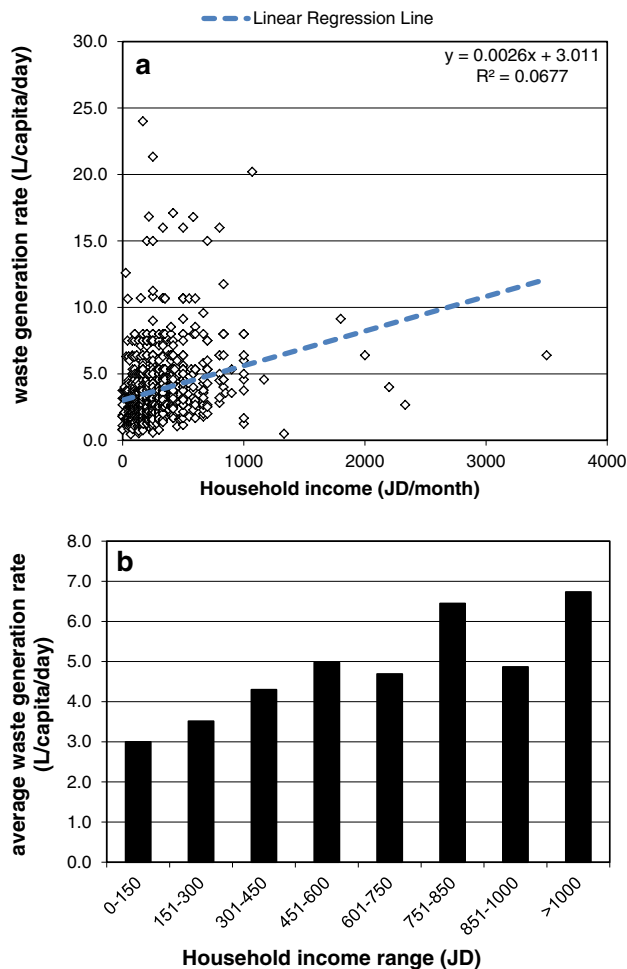 Linear Regression Line
a
y = 0.0026x + 3.011
R² = 0.0677
30.0
25.0
20.0
15.0
10.0
5.0
0.0
waste generation rate (L/capita/day)
0 1000 2000 3000 4000
Household income (JD/month)
b
8.0
7.0
6.0
5.0
4.0
3.0
2.0
1.0
0.0
average waste generation rate
(L/capita/day)
0-150 151-300 301-450 451-600 601-750 751-850 851-1000 >1000
Household income range (JD)